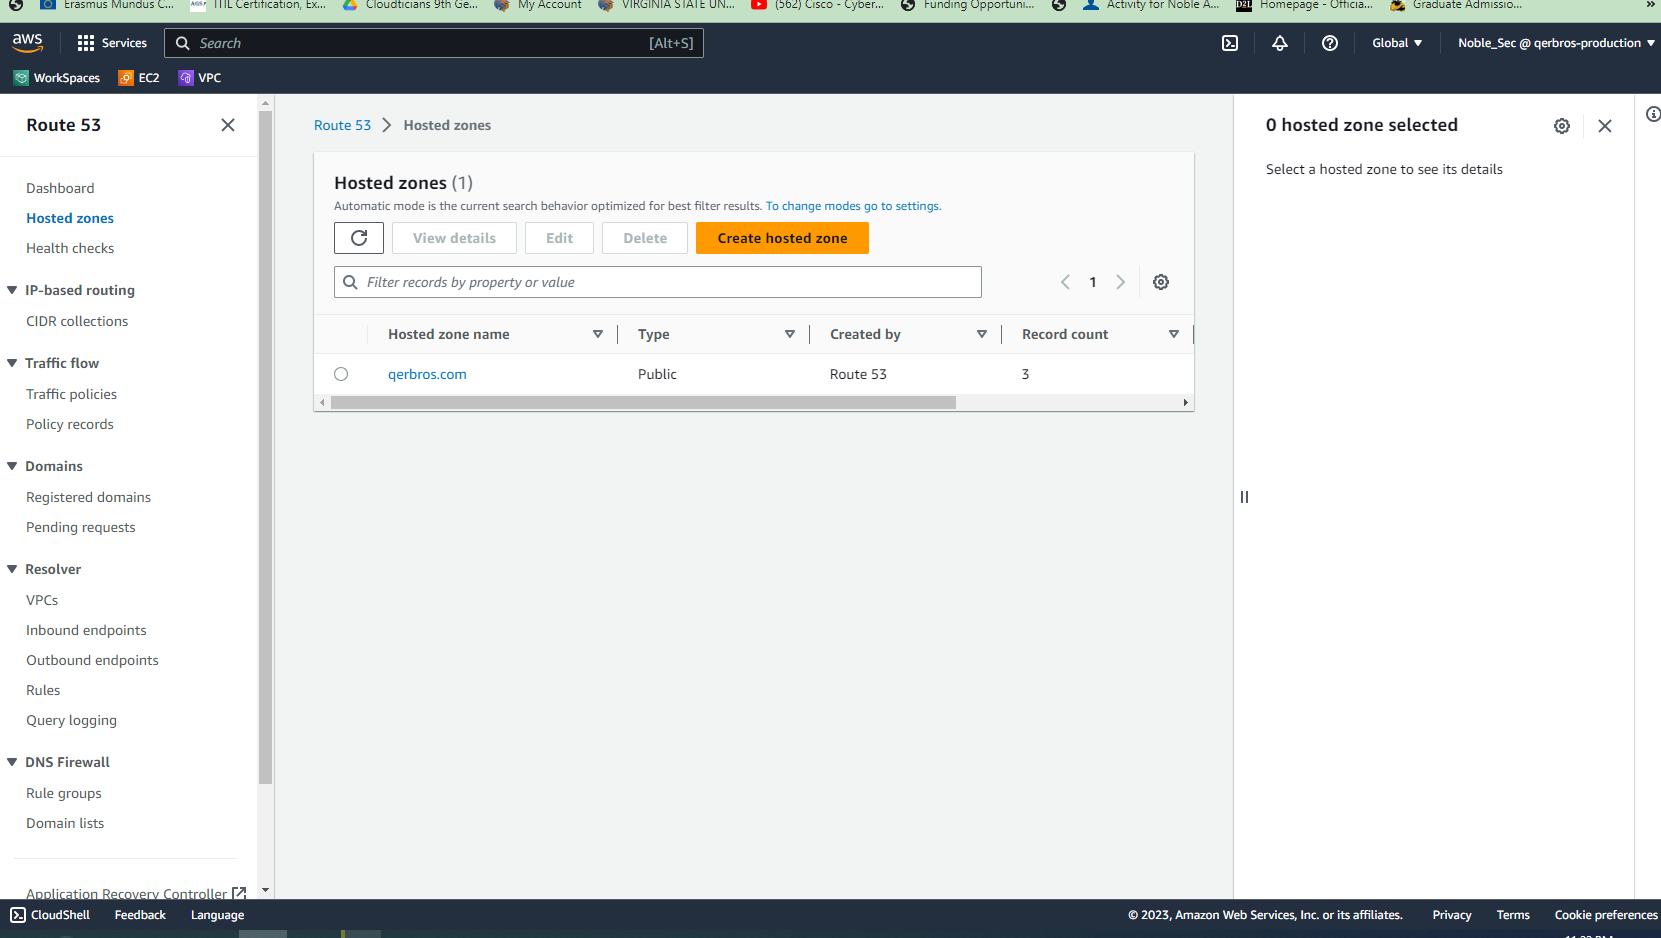 Erasmus Mundus C... ITIL Certification, Ex... Cloudticians 9th Ge... My Account VIRGINIA STATE UN... (562) Cisco - Cyber... Funding Opportuni... Activity for Noble A... D2L Homepage - Officia... Graduate Admissio... »
aws Services Search [Alt+S] Global Noble_Sec @ qerbros-production
WorkSpaces EC2 VPC
Route 53
Dashboard
Hosted zones
Health checks
IP-based routing
CIDR collections
Traffic flow
Traffic policies
Policy records
Domains
Registered domains
Pending requests
Resolver
VPCs
Inbound endpoints
Outbound endpoints
Rules
Query logging
DNS Firewall
Rule groups
Domain lists
Application Recovery Controller
Route 53 > Hosted zones
Hosted zones (1)
Automatic mode is the current search behavior optimized for best filter results. To change modes go to settings.
View details Edit Delete Create hosted zone
Filter records by property or value 1
Hosted zone name Type Created by Record count
qerbros.com Public Route 53 3
0 hosted zone selected
Select a hosted zone to see its details
CloudShell Feedback Language © 2023, Amazon Web Services, Inc. or its affiliates. Privacy Terms Cookie preferences